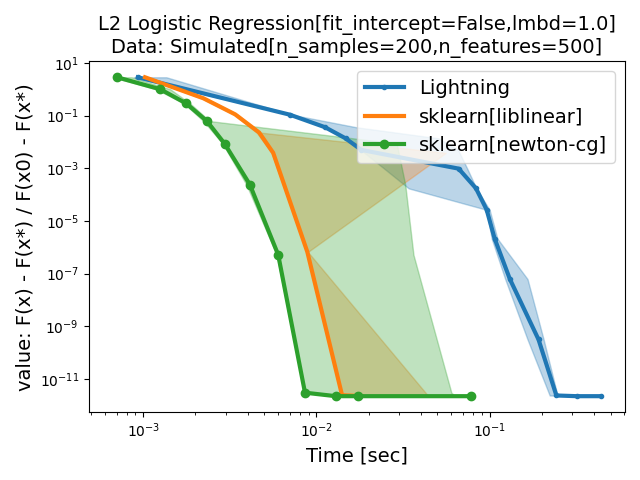 L2 Logistic Regression[fit_intercept=False,lmbd=1.0]
Data: Simulated[n_samples=200,n_features=500]
value: F(x) - F(x*) / F(x0) - F(x*)
10¹
10⁻¹
10⁻³
10⁻⁵
10⁻⁷
10⁻⁹
10⁻¹¹
Lightning
sklearn[liblinear]
sklearn[newton-cg]
10⁻³
10⁻²
10⁻¹
Time [sec]